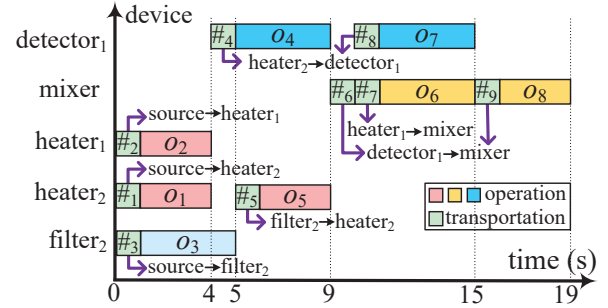 device
detector₁ #₄ o₄ #₈ o₇
heater₂→detector₁
mixer #₆ #₇ o₆ #₉ o₈
source→heater₁
heater₁→mixer
heater₁ #₂ o₂
detector₁→mixer
source→heater₂
heater₂ #₁ o₁ #₅ o₅
operation
filter₂→heater₂
transportation
filter₂ #₃ o₃
source→filter₂
time (s)
0 4 5 9 15 19